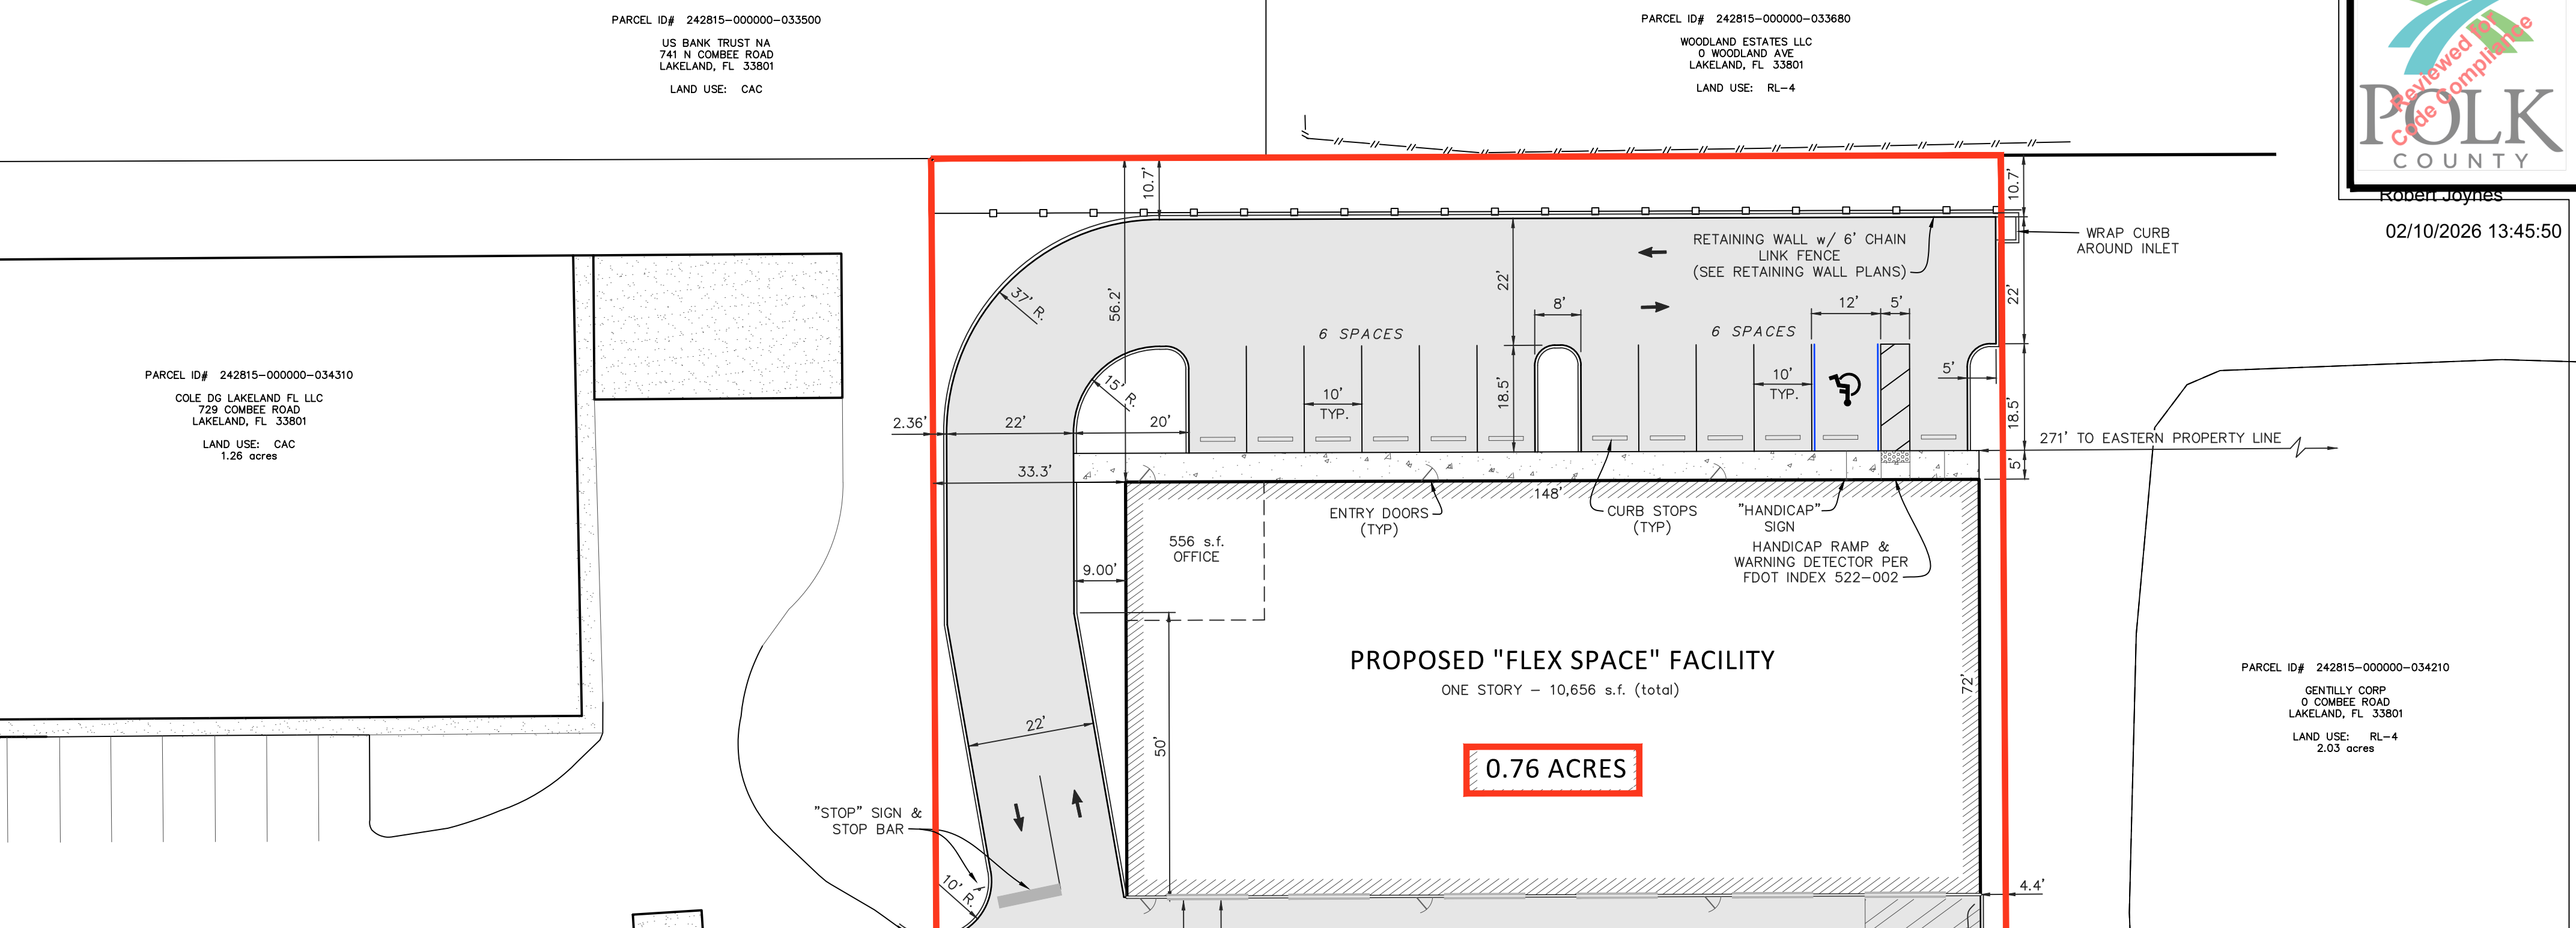 PARCEL ID# 242815-000000-033500
US BANK TRUST NA
741 N COMBEE ROAD
LAKELAND, FL 33801
LAND USE: CAC
PARCEL ID# 242815-000000-033680
WOODLAND ESTATES LLC
0 WOODLAND AVE
LAKELAND, FL 33801
LAND USE: RL-4
Reviewed for
Code Compliance
POLK
COUNTY
Robert Joynes
02/10/2026 13:45:50
10.7'
10.7'
WRAP CURB
AROUND INLET
RETAINING WALL w/ 6' CHAIN
LINK FENCE
(SEE RETAINING WALL PLANS)
37' R.
56.2'
22'
22'
8'
12' 5'
6 SPACES
6 SPACES
15' R.
10'
TYP.
18.5'
10'
TYP.
5'
18.5'
PARCEL ID# 242815-000000-034310
COLE DG LAKELAND FL LLC
729 COMBEE ROAD
LAKELAND, FL 33801
LAND USE: CAC
1.26 acres
2.36'
22'
20'
271' TO EASTERN PROPERTY LINE
5'
33.3'
148'
ENTRY DOORS
(TYP)
CURB STOPS
(TYP)
"HANDICAP"
SIGN
HANDICAP RAMP &
WARNING DETECTOR PER
FDOT INDEX 522-002
556 s.f.
OFFICE
9.00'
PROPOSED "FLEX SPACE" FACILITY
ONE STORY - 10,656 s.f. (total)
72'
PARCEL ID# 242815-000000-034210
GENTILLY CORP
0 COMBEE ROAD
LAKELAND, FL 33801
LAND USE: RL-4
2.03 acres
22'
50'
0.76 ACRES
"STOP" SIGN &
STOP BAR
10' R.
4.4'